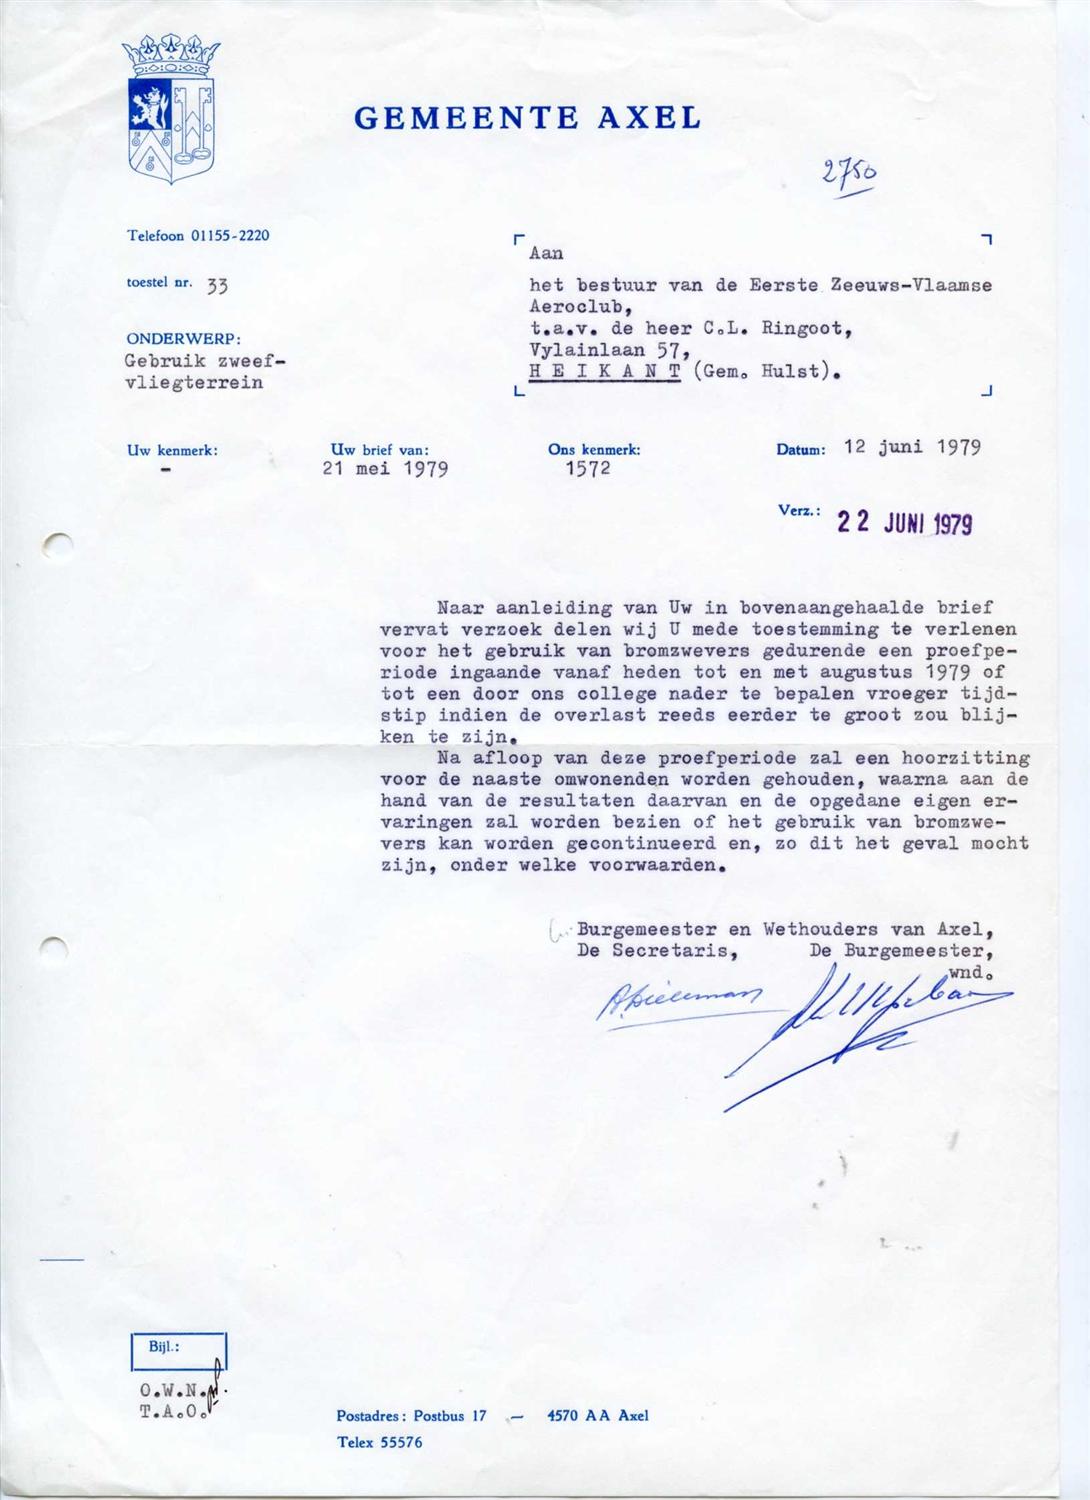 GEMEENTE AXEL
2750
Telefoon 01155-2220
toestel nr. 33
ONDERWERP:
Gebruik zweef-
vliegterrein
Aan
het bestuur van de Eerste Zeeuws-Vlaamse
Aeroclub,
t.a.v. de heer C.L. Ringoot,
Vylainlaan 57,
H E I K A N T (Gem. Hulst).
Uw kenmerk: Uw brief van: Ons kenmerk: Datum: 12 juni 1979
- 21 mei 1979 1572
Verz.: 22 JUNI 1979
Naar aanleiding van Uw in bovenaangehaalde brief
vervat verzoek delen wij U mede toestemming te verlenen
voor het gebruik van bromzwevers gedurende een proefpe-
riode ingaande vanaf heden tot en met augustus 1979 of
tot een door ons college nader te bepalen vroeger tijd-
stip indien de overlast reeds eerder te groot zou blij-
ken te zijn.
Na afloop van deze proefperiode zal een hoorzitting
voor de naaste omwonenden worden gehouden, waarna aan de
hand van de resultaten daarvan en de opgedane eigen er-
varingen zal worden bezien of het gebruik van bromzwe-
vers kan worden gecontinueerd en, zo dit het geval mocht
zijn, onder welke voorwaarden.
Burgemeester en Wethouders van Axel,
De Secretaris, De Burgemeester,
wnd.
Bijl.:
O.W.N.
T.A.O.
Postadres: Postbus 17 — 4570 AA Axel
Telex 55576